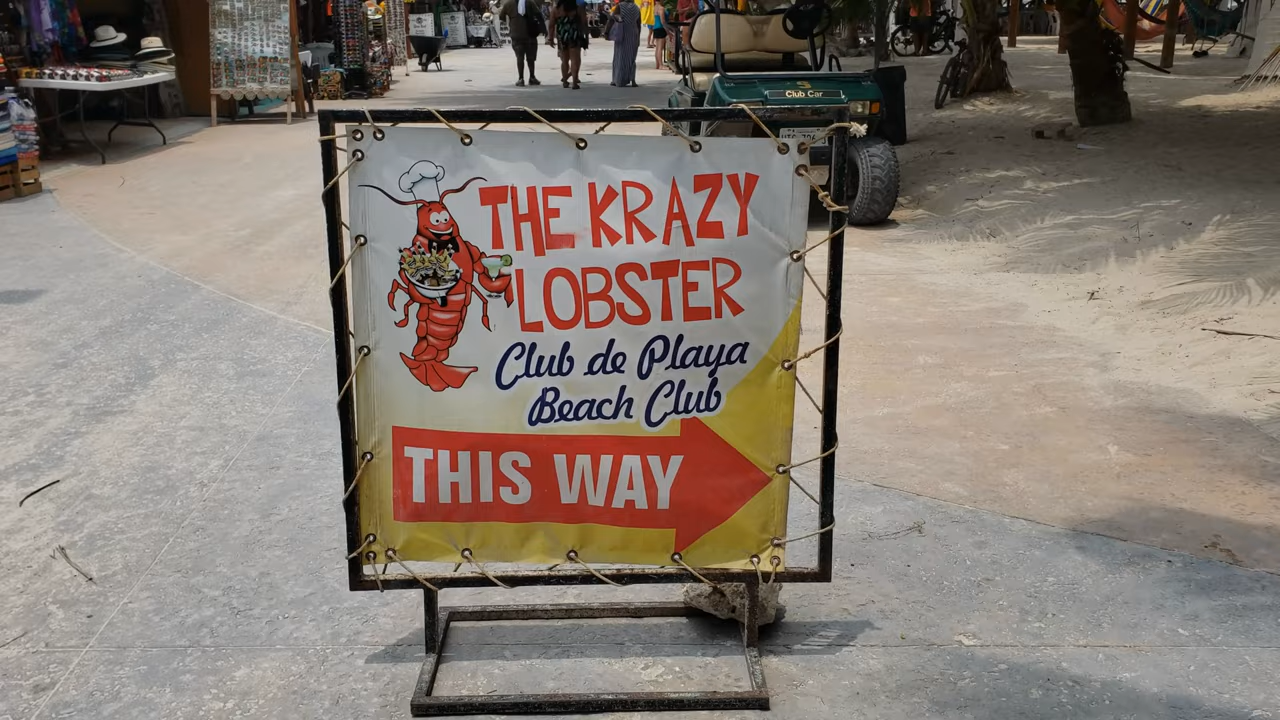 THE KRAZY
LOBSTER
Club de Playa
Beach Club
THIS WAY
Club Car